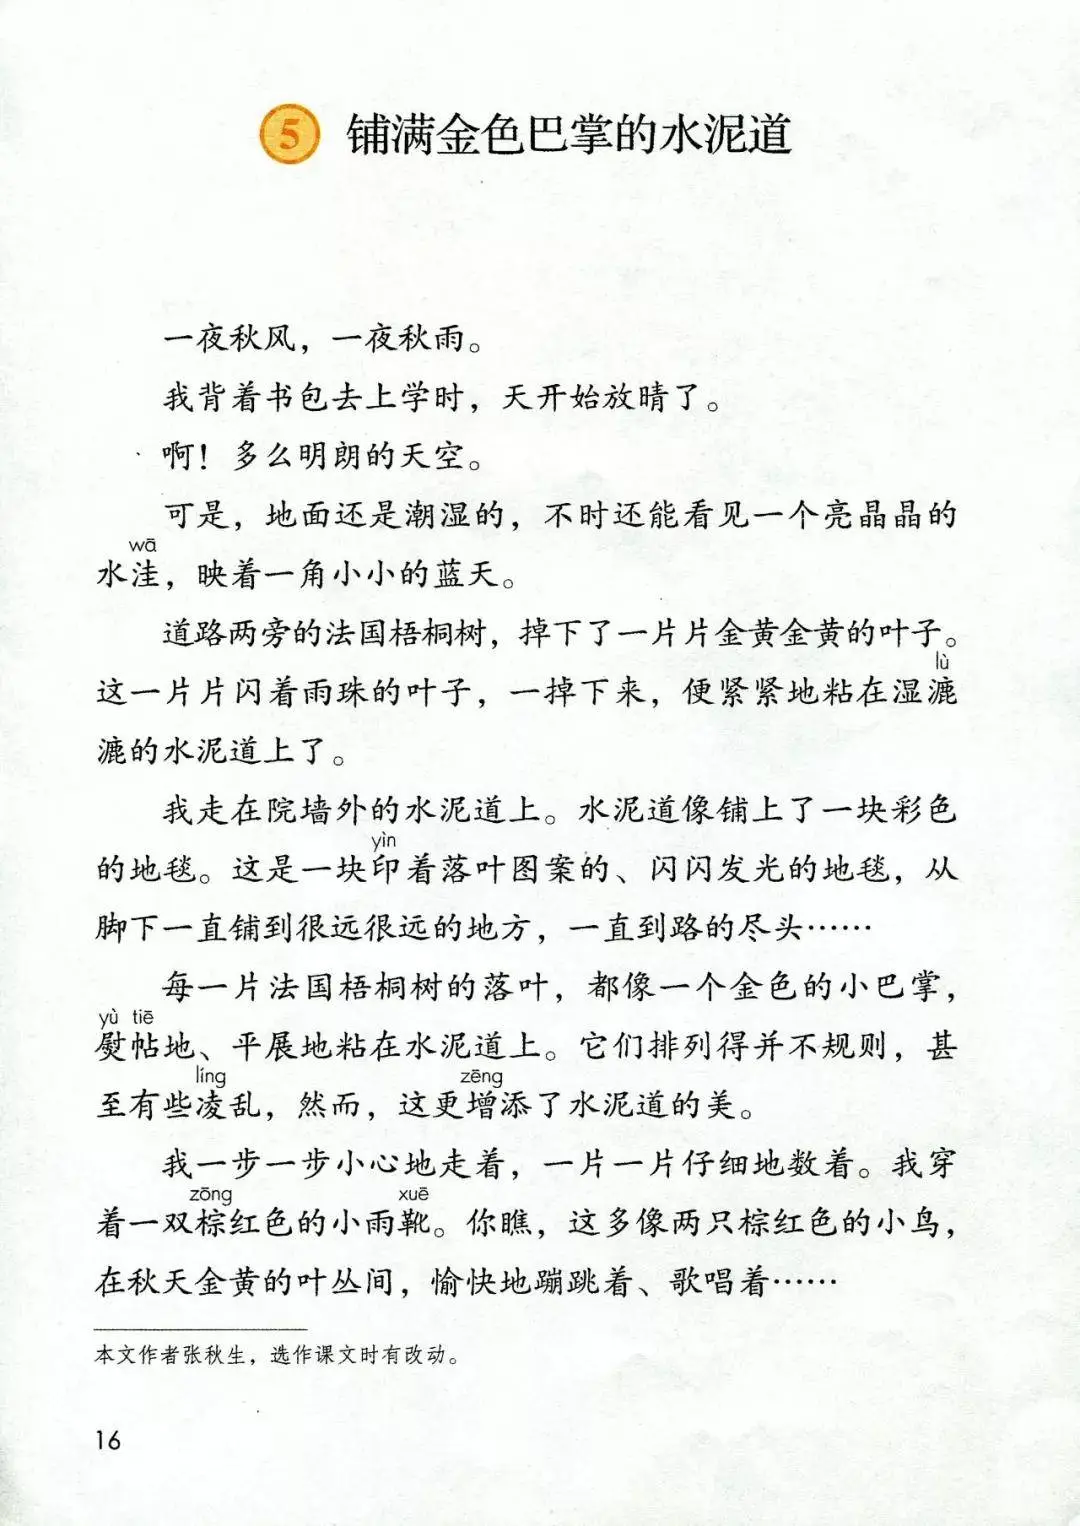 5 铺满金色巴掌的水泥道
一夜秋风，一夜秋雨。
我背着书包去上学时，天开始放晴了。
啊！多么明朗的天空。
可是，地面还是潮湿的，不时还能看见一个亮晶晶的
wā
水洼，映着一角小小的蓝天。
道路两旁的法国梧桐树，掉下了一片片金黄金黄的叶子。
lù
这一片片闪着雨珠的叶子，一掉下来，便紧紧地粘在湿漉
漉的水泥道上了。
我走在院墙外的水泥道上。水泥道像铺上了一块彩色
yìn
的地毯。这是一块印着落叶图案的、闪闪发光的地毯，从
脚下一直铺到很远很远的地方，一直到路的尽头……
每一片法国梧桐树的落叶，都像一个金色的小巴掌，
yù tiē
熨帖地、平展地粘在水泥道上。它们排列得并不规则，甚
líng zēng
至有些凌乱，然而，这更增添了水泥道的美。
我一步一步小心地走着，一片一片仔细地数着。我穿
zōng xuē
着一双棕红色的小雨靴。你瞧，这多像两只棕红色的小鸟，
在秋天金黄的叶丛间，愉快地蹦跳着、歌唱着……
本文作者张秋生，选作课文时有改动。
16